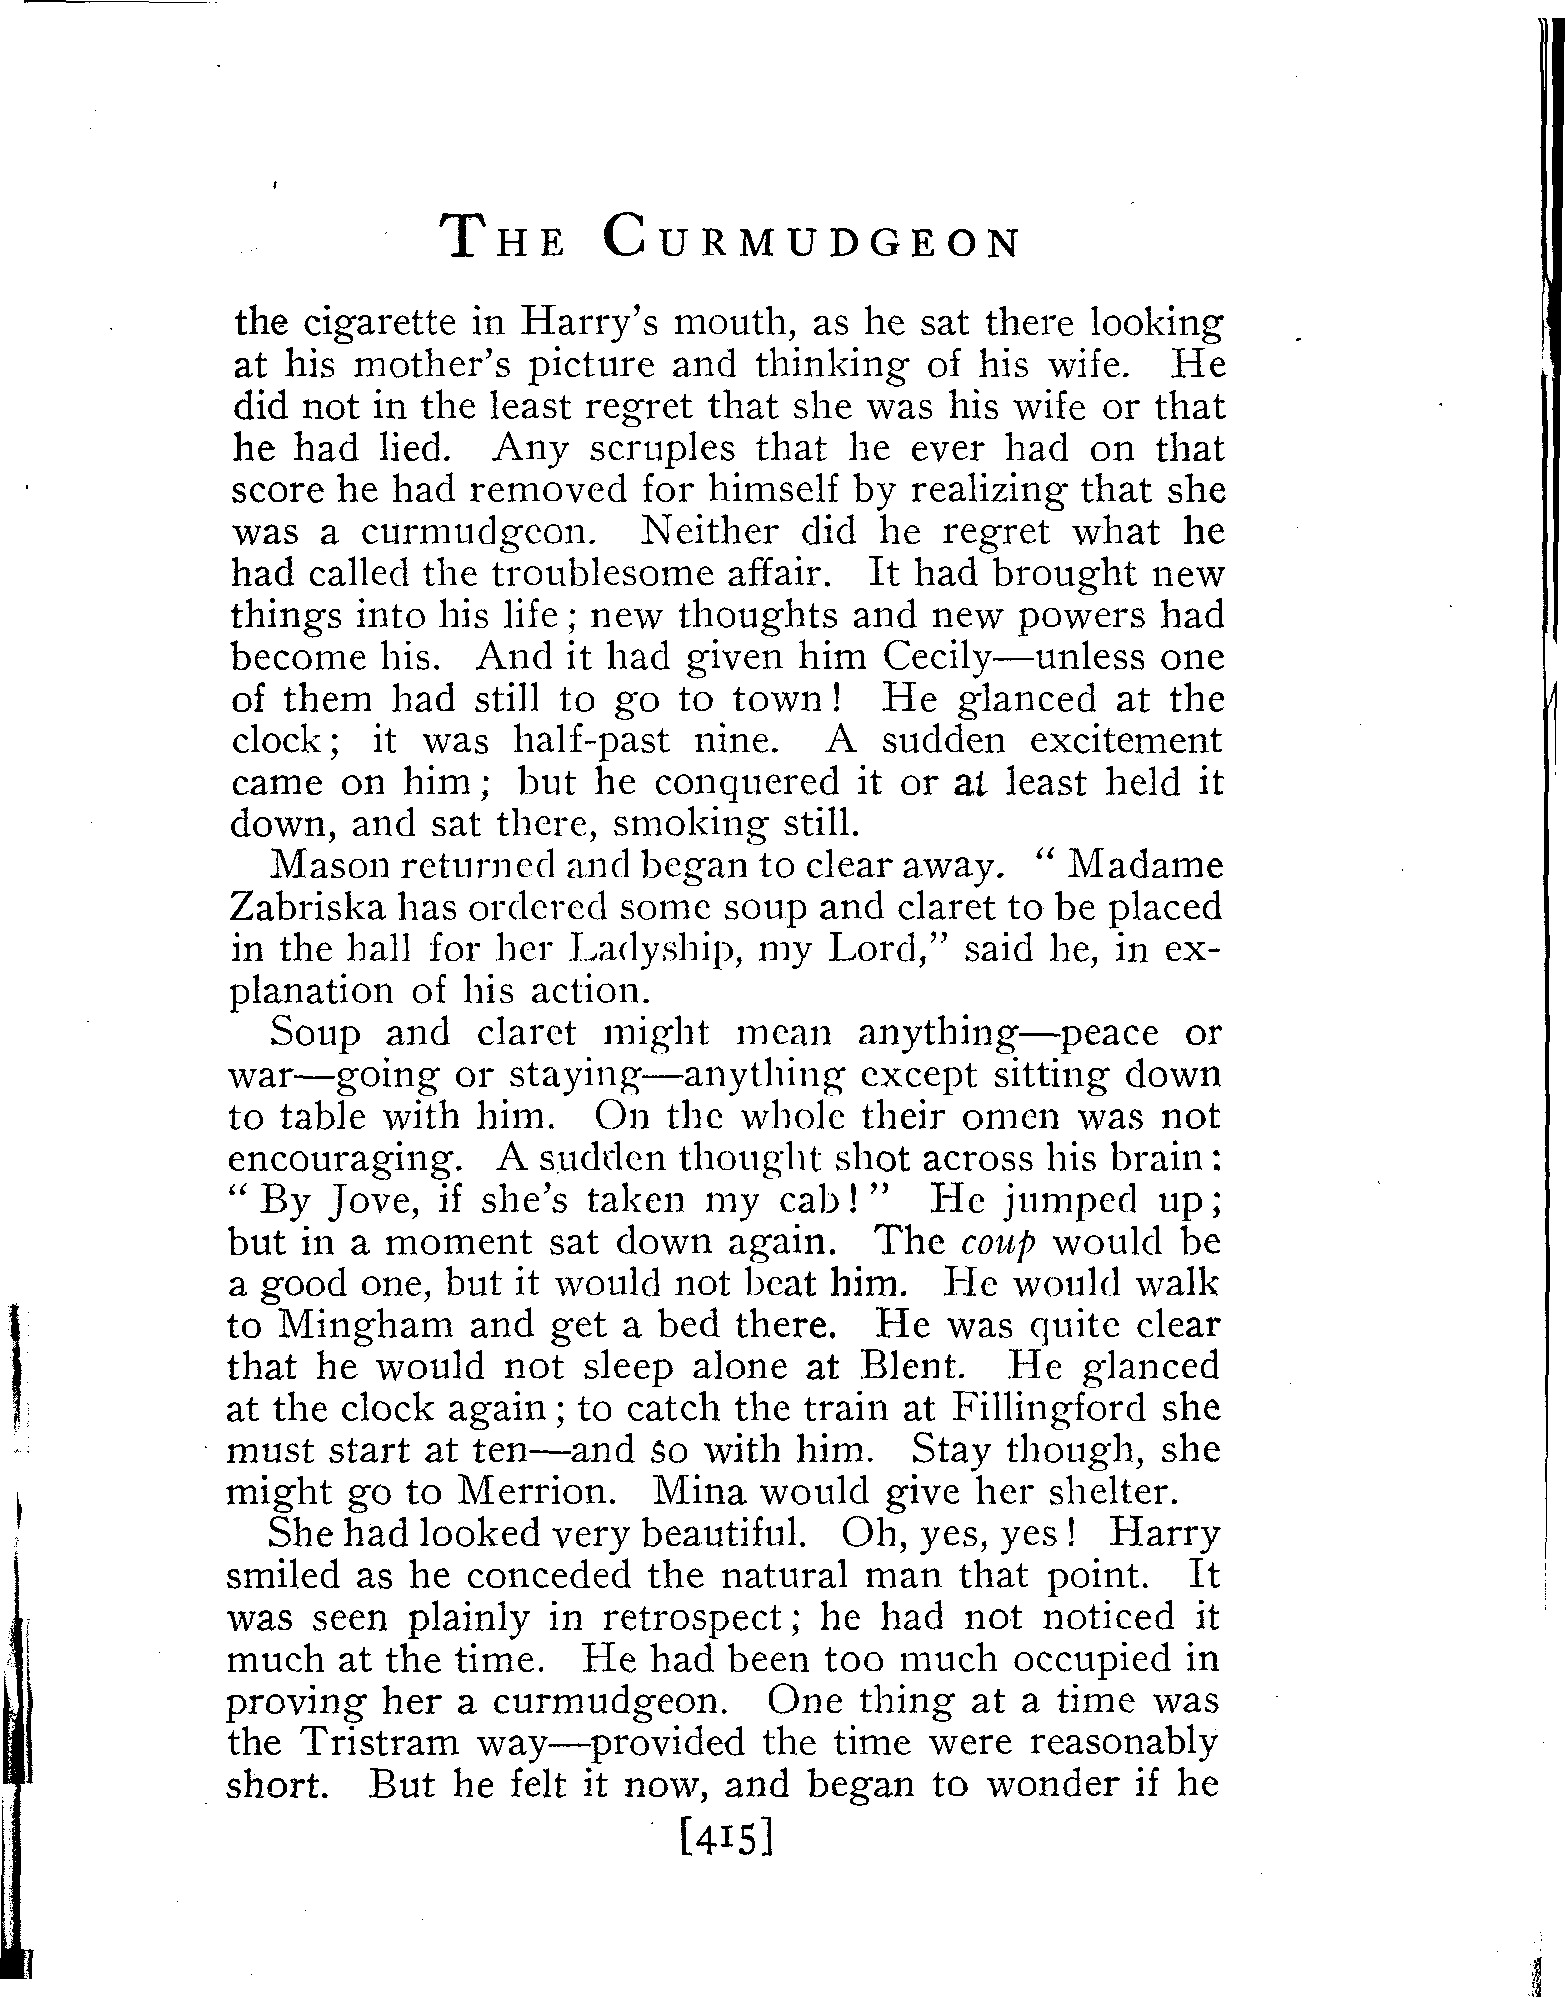 THE CURMUDGEON
the cigarette in Harry's mouth, as he sat there looking
at his mother's picture and thinking of his wife. He
did not in the least regret that she was his wife or that
he had lied. Any scruples that he ever had on that
score he had removed for himself by realizing that she
was a curmudgeon. Neither did he regret what he
had called the troublesome affair. It had brought new
things into his life; new thoughts and new powers had
become his. And it had given him Cecily—unless one
of them had still to go to town! He glanced at the
clock; it was half-past nine. A sudden excitement
came on him; but he conquered it or at least held it
down, and sat there, smoking still.
Mason returned and began to clear away. "Madame
Zabriska has ordered some soup and claret to be placed
in the hall for her Ladyship, my Lord," said he, in ex-
planation of his action.
Soup and claret might mean anything—peace or
war—going or staying—anything except sitting down
to table with him. On the whole their omen was not
encouraging. A sudden thought shot across his brain:
"By Jove, if she's taken my cab!" He jumped up;
but in a moment sat down again. The coup would be
a good one, but it would not beat him. He would walk
to Mingham and get a bed there. He was quite clear
that he would not sleep alone at Blent. He glanced
at the clock again; to catch the train at Fillingford she
must start at ten—and so with him. Stay though, she
might go to Merrion. Mina would give her shelter.
She had looked very beautiful. Oh, yes, yes! Harry
smiled as he conceded the natural man that point. It
was seen plainly in retrospect; he had not noticed it
much at the time. He had been too much occupied in
proving her a curmudgeon. One thing at a time was
the Tristram way—provided the time were reasonably
short. But he felt it now, and began to wonder if he
[415]